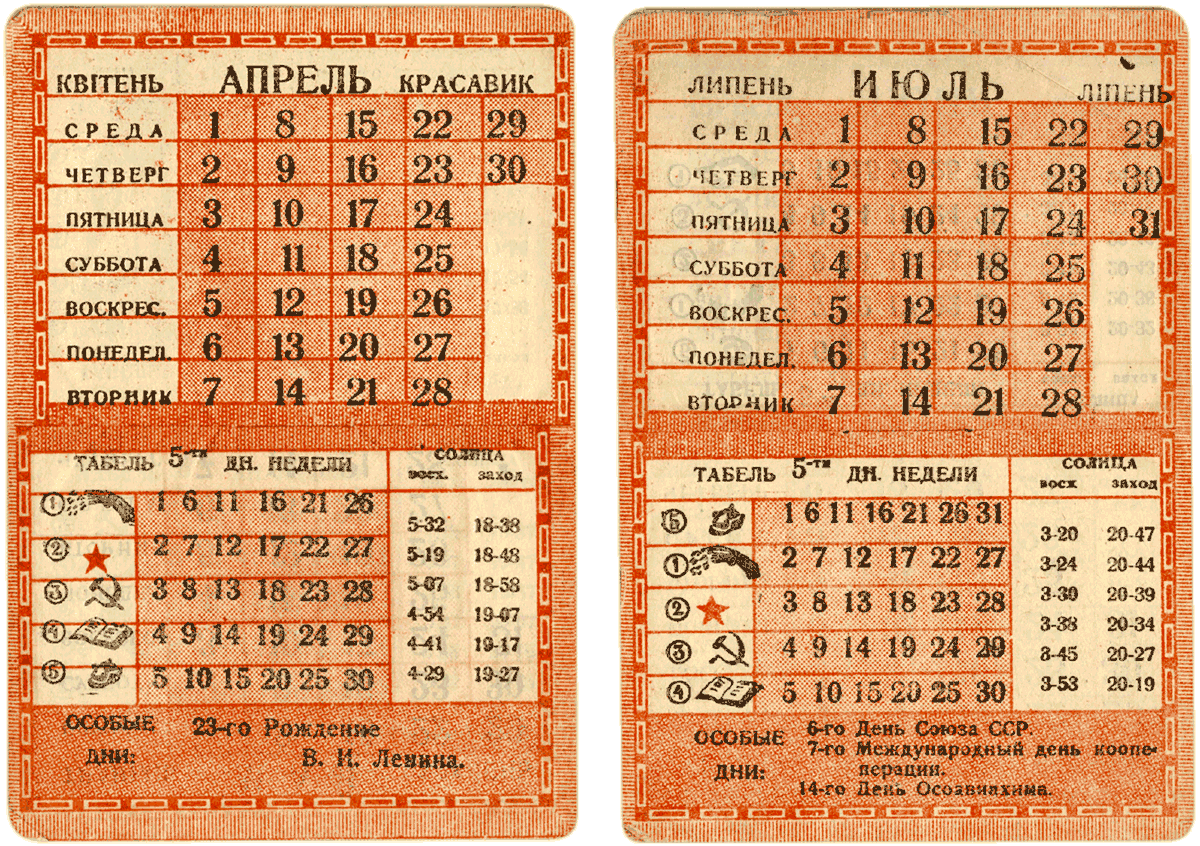 КВІТЕНЬ АПРЕЛЬ КРАСАВИК
СРЕДА 1 8 15 22 29
ЧЕТВЕРГ 2 9 16 23 30
ПЯТНИЦА 3 10 17 24
СУББОТА 4 11 18 25
ВОСКРЕС. 5 12 19 26
ПОНЕДЕЛ. 6 13 20 27
ВТОРНИК 7 14 21 28
ТАБЕЛЬ 5-ти ДН. НЕДЕЛИ
СОЛНЦА
восх. заход
1 1 6 11 16 21 26
2 2 7 12 17 22 27
3 3 8 13 18 23 28
4 4 9 14 19 24 29
5 5 10 15 20 25 30
5-32 18-38
5-19 18-48
5-07 18-58
4-54 19-07
4-41 19-17
4-29 19-27
ОСОБЫЕ ДНИ:
23-го Рождение
В. И. Ленина.
ЛИПЕНЬ ИЮЛЬ ЛІПЕНЬ
СРЕДА 1 8 15 22 29
ЧЕТВЕРГ 2 9 16 23 30
ПЯТНИЦА 3 10 17 24 31
СУББОТА 4 11 18 25
ВОСКРЕС. 5 12 19 26
ПОНЕДЕЛ. 6 13 20 27
ВТОРНИК 7 14 21 28
ТАБЕЛЬ 5-ти ДН. НЕДЕЛИ
СОЛНЦА
восх заход
5 1 6 11 16 21 26 31
1 2 7 12 17 22 27
2 3 8 13 18 23 28
3 4 9 14 19 24 29
4 5 10 15 20 25 30
3-20 20-47
3-24 20-44
3-30 20-39
3-38 20-34
3-45 20-27
3-53 20-19
ОСОБЫЕ ДНИ:
6-го День Союза ССР.
7-го Международный день коопе-
рации.
14-го День Осоавиахима.